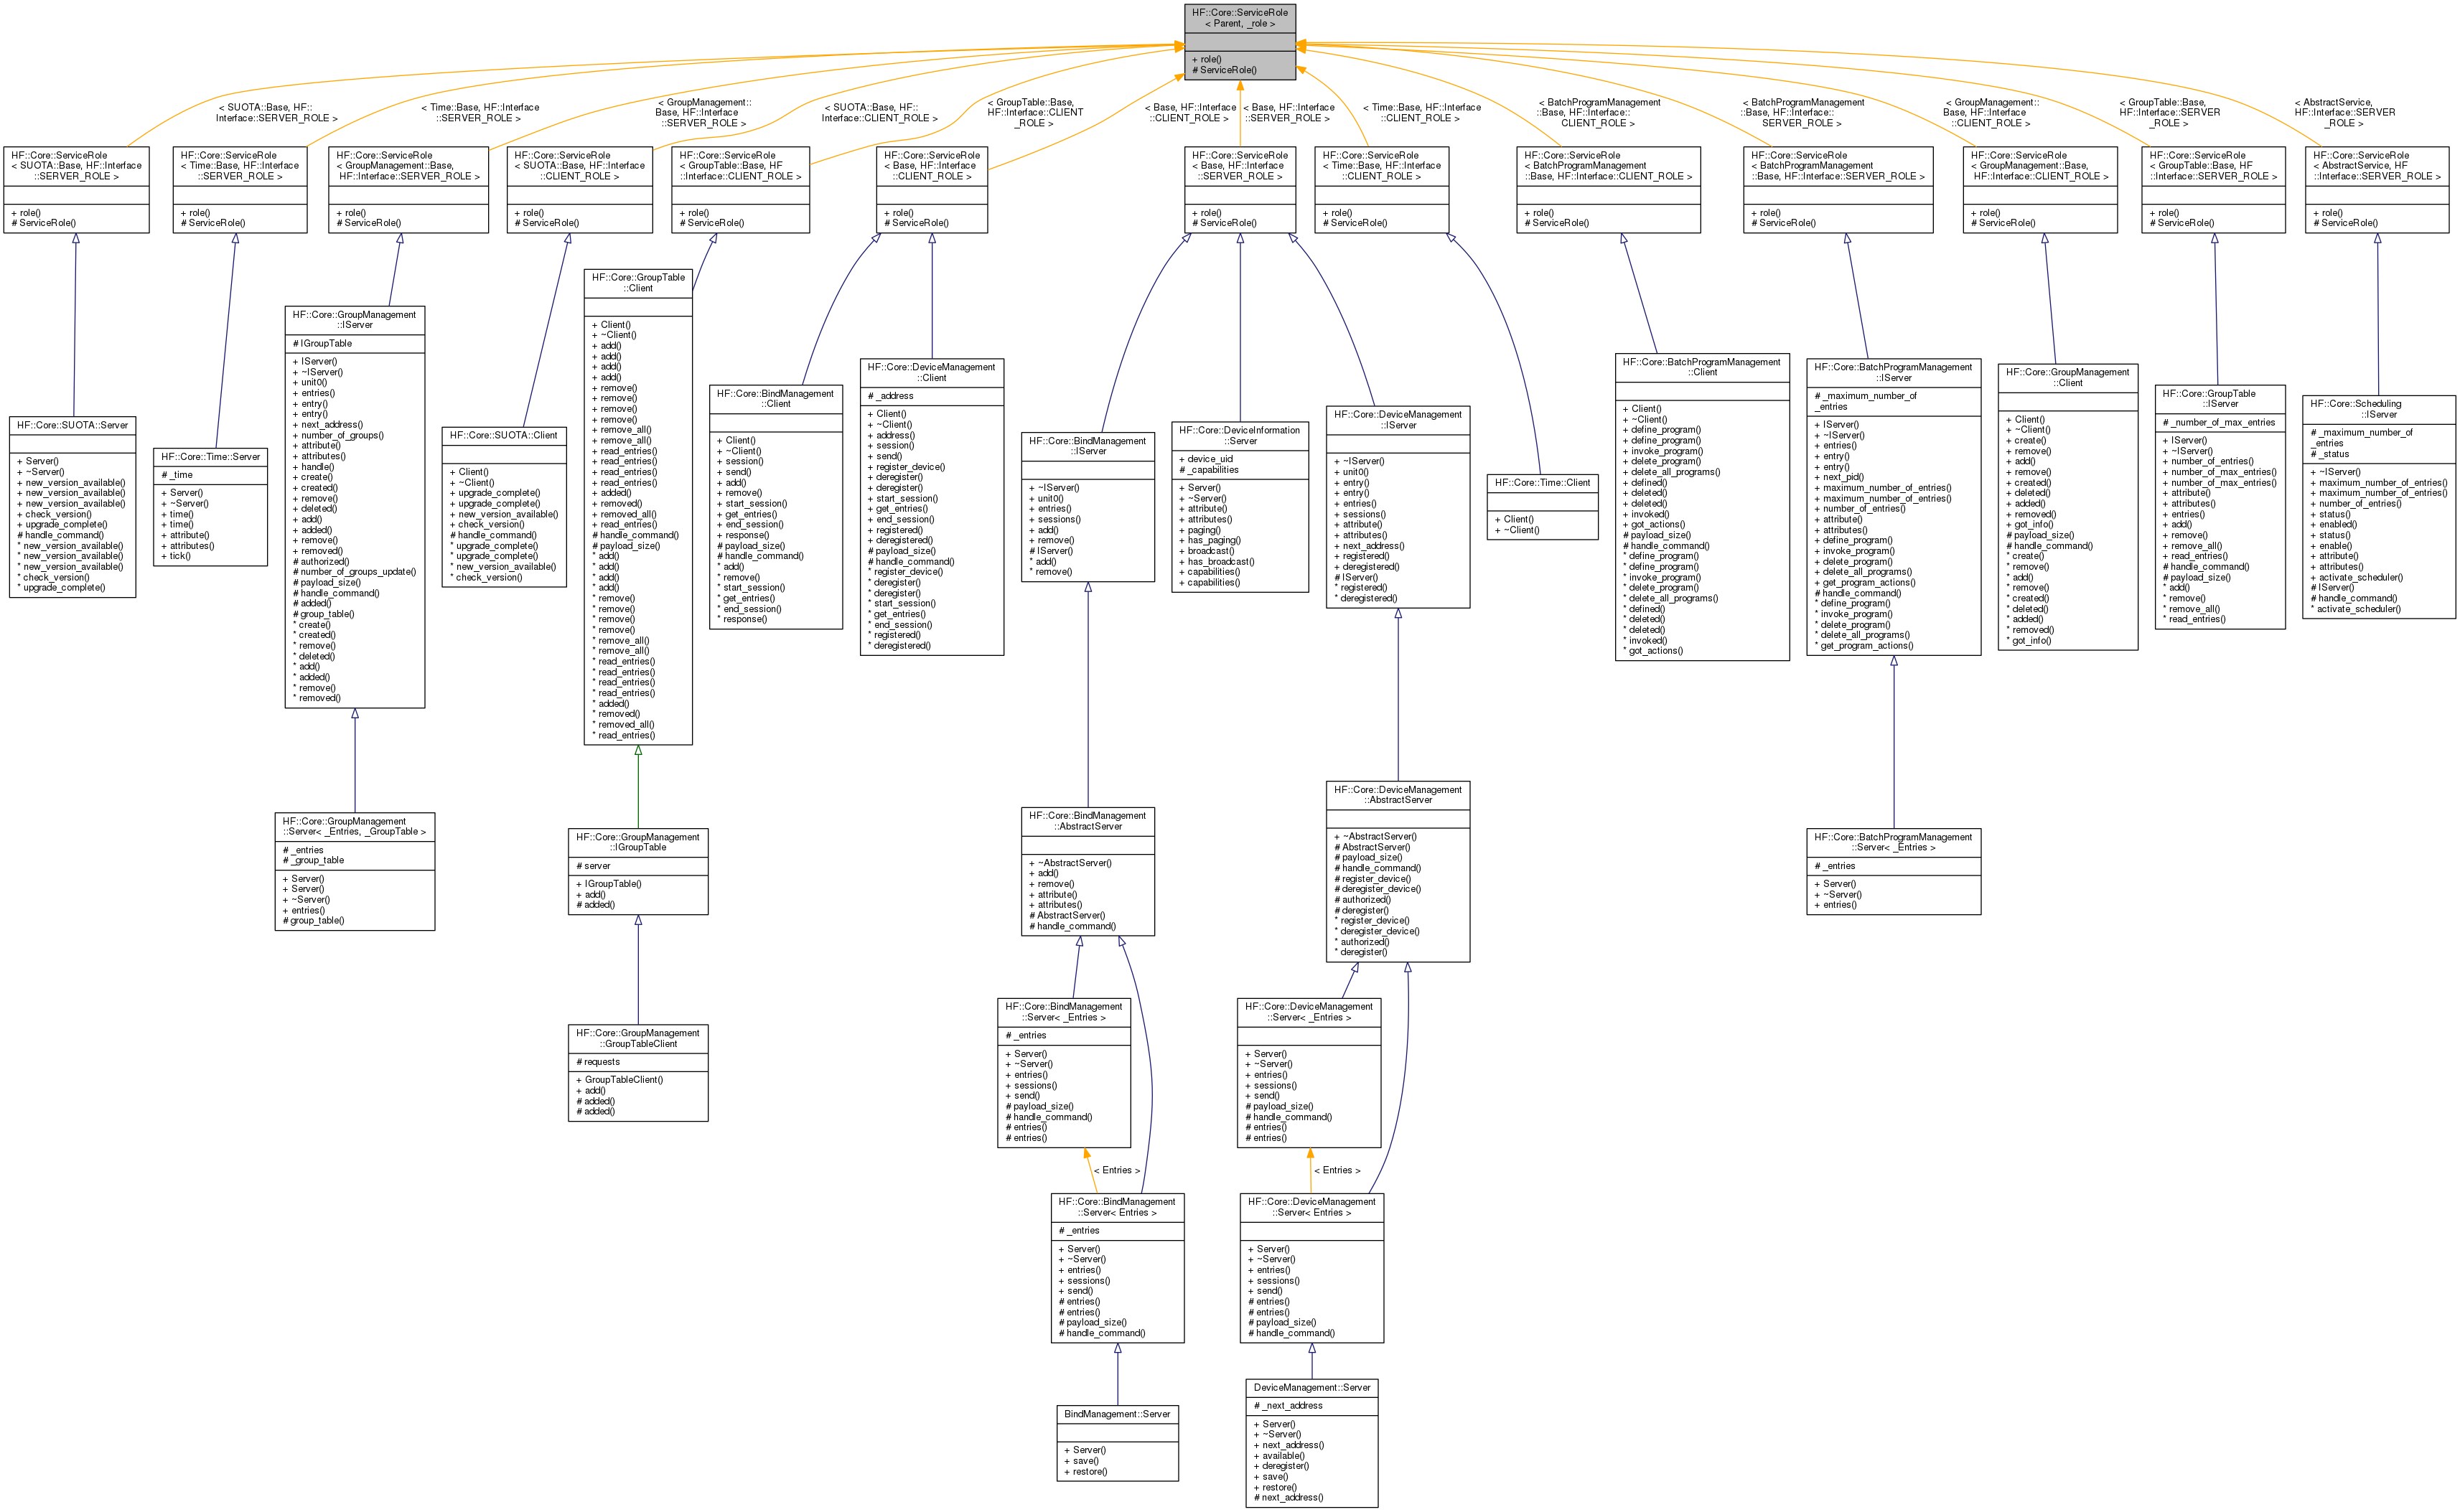 HF::Core::ServiceRole
< Parent, _role >
+ role()
# ServiceRole()
< SUOTA::Base, HF::
Interface::SERVER_ROLE >
< Time::Base, HF::Interface
::SERVER_ROLE >
< GroupManagement::
Base, HF::Interface
::SERVER_ROLE >
< SUOTA::Base, HF::
Interface::CLIENT_ROLE >
< GroupTable::Base,
HF::Interface::CLIENT
_ROLE >
< Base, HF::Interface
::CLIENT_ROLE >
< Base, HF::Interface
::SERVER_ROLE >
< Time::Base, HF::Interface
::CLIENT_ROLE >
< BatchProgramManagement
::Base, HF::Interface::
CLIENT_ROLE >
< BatchProgramManagement
::Base, HF::Interface::
SERVER_ROLE >
< GroupManagement::
Base, HF::Interface
::CLIENT_ROLE >
< GroupTable::Base,
HF::Interface::SERVER
_ROLE >
< AbstractService,
HF::Interface::SERVER
_ROLE >
HF::Core::ServiceRole
< SUOTA::Base, HF::Interface
::SERVER_ROLE >
+ role()
# ServiceRole()
HF::Core::ServiceRole
< Time::Base, HF::Interface
::SERVER_ROLE >
+ role()
# ServiceRole()
HF::Core::ServiceRole
< GroupManagement::Base,
HF::Interface::SERVER_ROLE >
+ role()
# ServiceRole()
HF::Core::ServiceRole
< SUOTA::Base, HF::Interface
::CLIENT_ROLE >
+ role()
# ServiceRole()
HF::Core::ServiceRole
< GroupTable::Base, HF
::Interface::CLIENT_ROLE >
+ role()
# ServiceRole()
HF::Core::ServiceRole
< Base, HF::Interface
::CLIENT_ROLE >
+ role()
# ServiceRole()
HF::Core::ServiceRole
< Base, HF::Interface
::SERVER_ROLE >
+ role()
# ServiceRole()
HF::Core::ServiceRole
< Time::Base, HF::Interface
::CLIENT_ROLE >
+ role()
# ServiceRole()
HF::Core::ServiceRole
< BatchProgramManagement
::Base, HF::Interface::CLIENT_ROLE >
+ role()
# ServiceRole()
HF::Core::ServiceRole
< BatchProgramManagement
::Base, HF::Interface::SERVER_ROLE >
+ role()
# ServiceRole()
HF::Core::ServiceRole
< GroupManagement::Base,
HF::Interface::CLIENT_ROLE >
+ role()
# ServiceRole()
HF::Core::ServiceRole
< GroupTable::Base, HF
::Interface::SERVER_ROLE >
+ role()
# ServiceRole()
HF::Core::ServiceRole
< AbstractService, HF
::Interface::SERVER_ROLE >
+ role()
# ServiceRole()
HF::Core::SUOTA::Server
+ Server()
+ ~Server()
+ new_version_available()
+ new_version_available()
+ new_version_available()
+ check_version()
+ upgrade_complete()
# handle_command()
* new_version_available()
* new_version_available()
* new_version_available()
* check_version()
* upgrade_complete()
HF::Core::Time::Server
# _time
+ Server()
+ ~Server()
+ time()
+ time()
+ attribute()
+ attributes()
+ tick()
HF::Core::GroupManagement
::IServer
# IGroupTable
+ IServer()
+ ~IServer()
+ unit0()
+ entries()
+ entry()
+ entry()
+ next_address()
+ number_of_groups()
+ attribute()
+ attributes()
+ handle()
+ create()
+ created()
+ remove()
+ deleted()
+ add()
+ added()
+ remove()
+ removed()
# authorized()
# number_of_groups_update()
# payload_size()
# handle_command()
# added()
# group_table()
* create()
* created()
* remove()
* deleted()
* add()
* added()
* remove()
* removed()
HF::Core::SUOTA::Client
+ Client()
+ ~Client()
+ upgrade_complete()
+ upgrade_complete()
+ new_version_available()
+ check_version()
# handle_command()
* upgrade_complete()
* upgrade_complete()
* new_version_available()
* check_version()
HF::Core::GroupTable
::Client
+ Client()
+ ~Client()
+ add()
+ add()
+ add()
+ add()
+ remove()
+ remove()
+ remove()
+ remove()
+ remove_all()
+ remove_all()
+ read_entries()
+ read_entries()
+ read_entries()
+ read_entries()
+ added()
+ removed()
+ removed_all()
+ read_entries()
# handle_command()
# payload_size()
* add()
* add()
* add()
* add()
* remove()
* remove()
* remove()
* remove()
* remove_all()
* remove_all()
* read_entries()
* read_entries()
* read_entries()
* read_entries()
* added()
* removed()
* removed_all()
* read_entries()
HF::Core::BindManagement
::Client
+ Client()
+ ~Client()
+ session()
+ send()
+ add()
+ remove()
+ start_session()
+ get_entries()
+ end_session()
+ response()
# payload_size()
# handle_command()
* add()
* remove()
* start_session()
* get_entries()
* end_session()
* response()
HF::Core::DeviceManagement
::Client
# _address
+ Client()
+ ~Client()
+ address()
+ session()
+ send()
+ register_device()
+ deregister()
+ deregister()
+ start_session()
+ get_entries()
+ end_session()
+ registered()
+ deregistered()
# payload_size()
# handle_command()
* register_device()
* deregister()
* deregister()
* start_session()
* get_entries()
* end_session()
* registered()
* deregistered()
HF::Core::BindManagement
::IServer
+ ~IServer()
+ unit0()
+ entries()
+ sessions()
+ add()
+ remove()
# IServer()
* add()
* remove()
HF::Core::DeviceInformation
::Server
+ device_uid
# _capabilities
+ Server()
+ ~Server()
+ attribute()
+ attributes()
+ paging()
+ has_paging()
+ broadcast()
+ has_broadcast()
+ capabilities()
+ capabilities()
HF::Core::DeviceManagement
::IServer
+ ~IServer()
+ unit0()
+ entry()
+ entry()
+ entries()
+ sessions()
+ attribute()
+ attributes()
+ next_address()
+ registered()
+ deregistered()
# IServer()
* registered()
* deregistered()
HF::Core::Time::Client
+ Client()
+ ~Client()
HF::Core::BatchProgramManagement
::Client
+ Client()
+ ~Client()
+ define_program()
+ define_program()
+ invoke_program()
+ delete_program()
+ delete_all_programs()
+ defined()
+ deleted()
+ deleted()
+ invoked()
+ got_actions()
# payload_size()
# handle_command()
* define_program()
* define_program()
* invoke_program()
* delete_program()
* delete_all_programs()
* defined()
* deleted()
* deleted()
* invoked()
* got_actions()
HF::Core::BatchProgramManagement
::IServer
# _maximum_number_of
_entries
+ IServer()
+ ~IServer()
+ entries()
+ entry()
+ entry()
+ next_pid()
+ maximum_number_of_entries()
+ maximum_number_of_entries()
+ number_of_entries()
+ attribute()
+ attributes()
+ define_program()
+ invoke_program()
+ delete_program()
+ delete_all_programs()
+ get_program_actions()
# handle_command()
* define_program()
* invoke_program()
* delete_program()
* delete_all_programs()
* get_program_actions()
HF::Core::GroupManagement
::Client
+ Client()
+ ~Client()
+ create()
+ remove()
+ add()
+ remove()
+ created()
+ deleted()
+ added()
+ removed()
+ got_info()
# payload_size()
# handle_command()
* create()
* remove()
* add()
* remove()
* created()
* deleted()
* added()
* removed()
* got_info()
HF::Core::GroupTable
::IServer
# _number_of_max_entries
+ IServer()
+ ~IServer()
+ number_of_entries()
+ number_of_max_entries()
+ number_of_max_entries()
+ attribute()
+ attributes()
+ entries()
+ add()
+ remove()
+ remove_all()
+ read_entries()
# handle_command()
# payload_size()
* add()
* remove()
* remove_all()
* read_entries()
HF::Core::Scheduling
::IServer
# _maximum_number_of
_entries
# _status
+ ~IServer()
+ maximum_number_of_entries()
+ maximum_number_of_entries()
+ number_of_entries()
+ status()
+ enabled()
+ status()
+ enable()
+ attribute()
+ attributes()
+ activate_scheduler()
# IServer()
# handle_command()
* activate_scheduler()
HF::Core::GroupManagement
::Server< _Entries, _GroupTable >
# _entries
# _group_table
+ Server()
+ Server()
+ ~Server()
+ entries()
# group_table()
HF::Core::GroupManagement
::IGroupTable
# server
+ IGroupTable()
+ add()
# added()
HF::Core::BindManagement
::AbstractServer
+ ~AbstractServer()
+ add()
+ remove()
+ attribute()
+ attributes()
# AbstractServer()
# handle_command()
HF::Core::DeviceManagement
::AbstractServer
+ ~AbstractServer()
# AbstractServer()
# payload_size()
# handle_command()
# register_device()
# deregister_device()
# authorized()
# deregister()
* register_device()
* deregister_device()
* authorized()
* deregister()
HF::Core::BatchProgramManagement
::Server< _Entries >
# _entries
+ Server()
+ ~Server()
+ entries()
HF::Core::GroupManagement
::GroupTableClient
# requests
+ GroupTableClient()
+ add()
# added()
# added()
HF::Core::BindManagement
::Server< _Entries >
# _entries
+ Server()
+ ~Server()
+ entries()
+ sessions()
+ send()
# payload_size()
# handle_command()
# entries()
# entries()
HF::Core::DeviceManagement
::Server< _Entries >
+ Server()
+ ~Server()
+ entries()
+ sessions()
+ send()
# payload_size()
# handle_command()
# entries()
# entries()
< Entries >
< Entries >
HF::Core::BindManagement
::Server< Entries >
# _entries
+ Server()
+ ~Server()
+ entries()
+ sessions()
+ send()
# entries()
# entries()
# payload_size()
# handle_command()
HF::Core::DeviceManagement
::Server< Entries >
+ Server()
+ ~Server()
+ entries()
+ sessions()
+ send()
# entries()
# entries()
# payload_size()
# handle_command()
BindManagement::Server
+ Server()
+ save()
+ restore()
DeviceManagement::Server
# _next_address
+ Server()
+ ~Server()
+ next_address()
+ available()
+ deregister()
+ save()
+ restore()
# next_address()